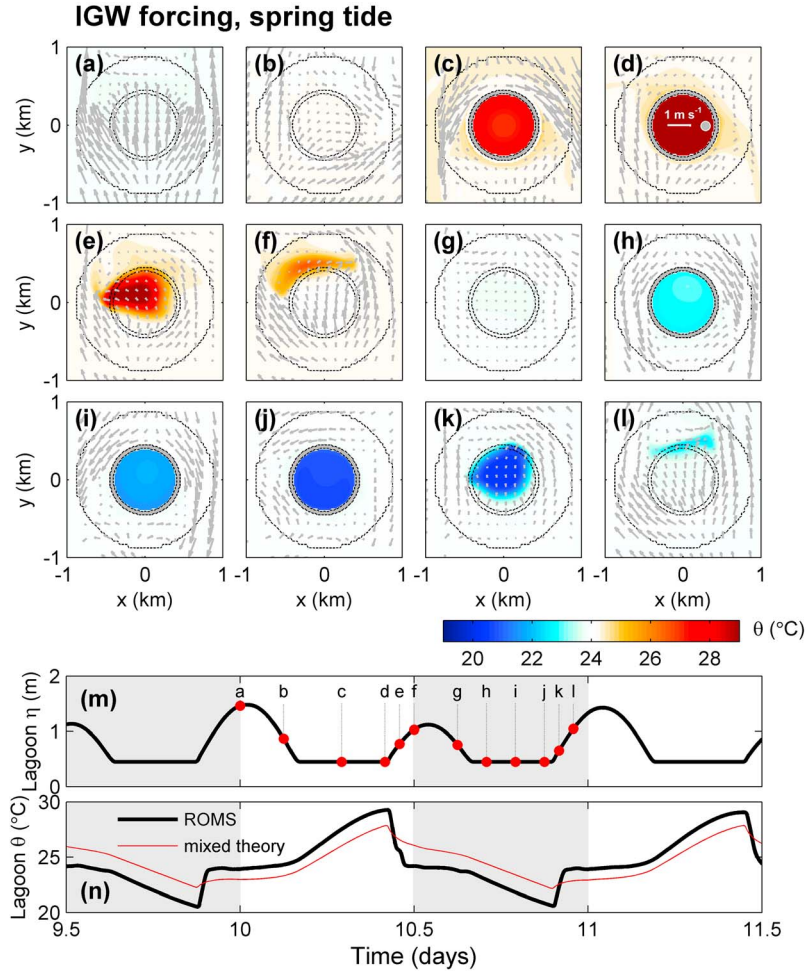 IGW forcing, spring tide
(a) (b) (c) (d)
1 m s⁻¹
y (km)
1
0
-1
(e) (f) (g) (h)
y (km)
1
0
-1
(i) (j) (k) (l)
y (km)
1
0
-1
-1 0 1 -1 0 1 -1 0 1 -1 0 1
x (km) x (km) x (km) x (km)
θ (°C)
20 22 24 26 28
(m)
Lagoon η (m)
2
1
0
a b c d e f g h i j k l
(n)
Lagoon θ (°C)
30
25
20
ROMS
mixed theory
9.5 10 10.5 11 11.5
Time (days)